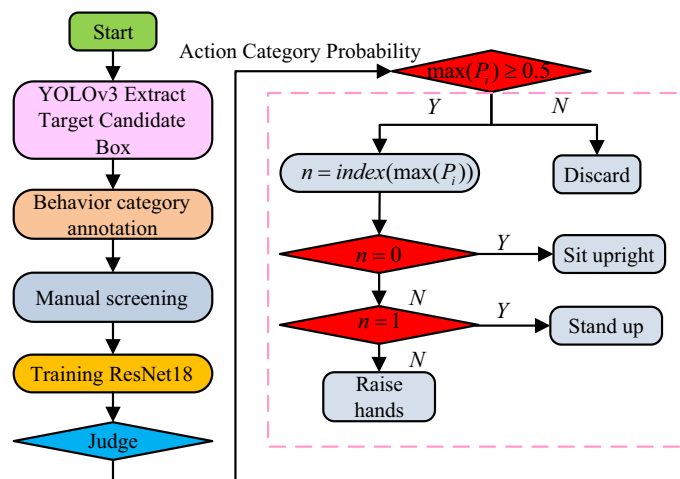 Start
YOLOv3 Extract
Target Candidate
Box
Behavior category
annotation
Manual screening
Training ResNet18
Judge
Action Category Probability
max(P_i) ≥ 0.5
Y
N
n = index(max(P_i))
Discard
n = 0
Y
Sit upright
N
n = 1
Y
Stand up
N
Raise
hands